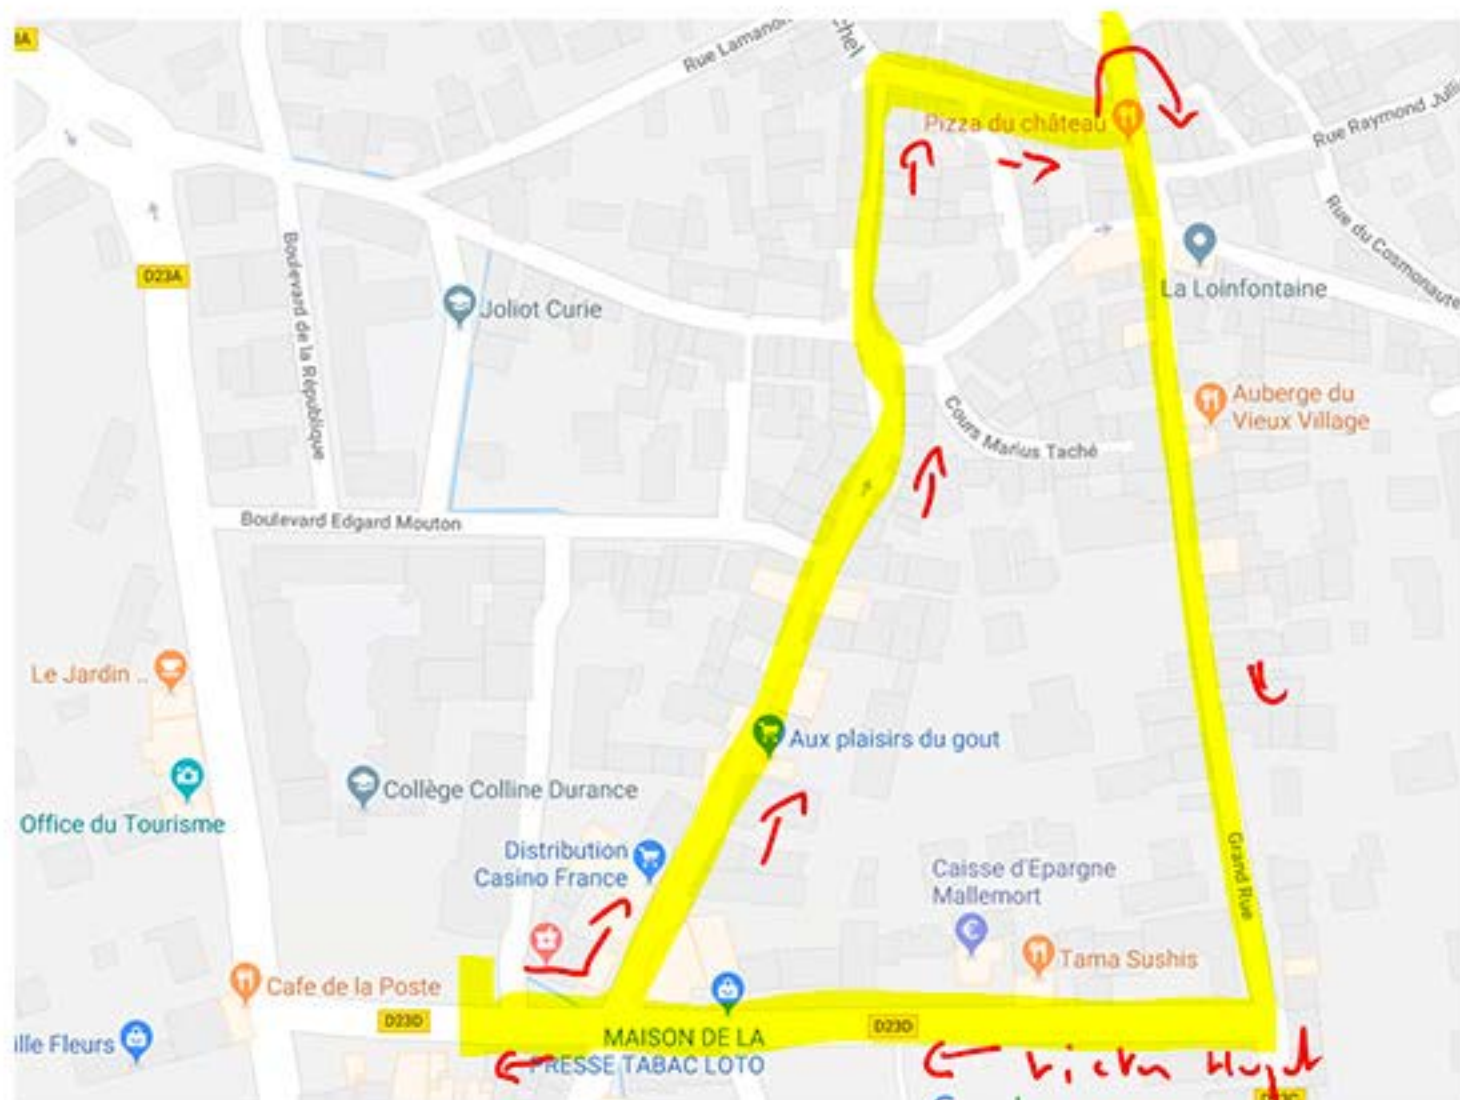 Rue Lamanon
chel
Pizza du château
Rue Raymond Julli
Rue du Cosmonaute
D23A
Boulevard de la République
Joliot Curie
La Loinfontaine
Auberge du
Vieux Village
Cours Marius Taché
Boulevard Edgard Mouton
Le Jardin ..
Aux plaisirs du gout
Office du Tourisme
Collège Colline Durance
Distribution
Casino France
Grand Rue
Caisse d'Epargne
Mallemort
Tama Sushis
Cafe de la Poste
D23D
D23D
ille Fleurs
MAISON DE LA
PRESSE TABAC LOTO